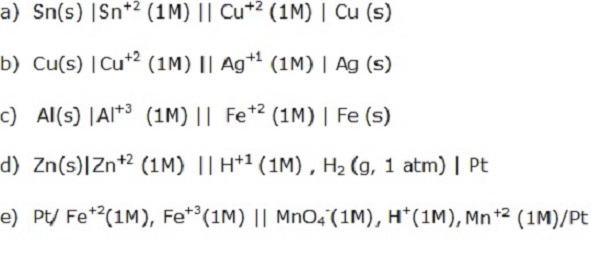 a) Sn(s) |Sn⁺² (1M) || Cu⁺² (1M) | Cu (s)
b) Cu(s) |Cu⁺² (1M) || Ag⁺¹ (1M) | Ag (s)
c) Al(s) |Al⁺³ (1M) || Fe⁺² (1M) | Fe (s)
d) Zn(s)|Zn⁺² (1M) || H⁺¹ (1M) , H₂ (g, 1 atm) | Pt
e) Pt/ Fe⁺²(1M), Fe⁺³(1M) || MnO₄⁻(1M), H⁺(1M), Mn⁺² (1M)/Pt